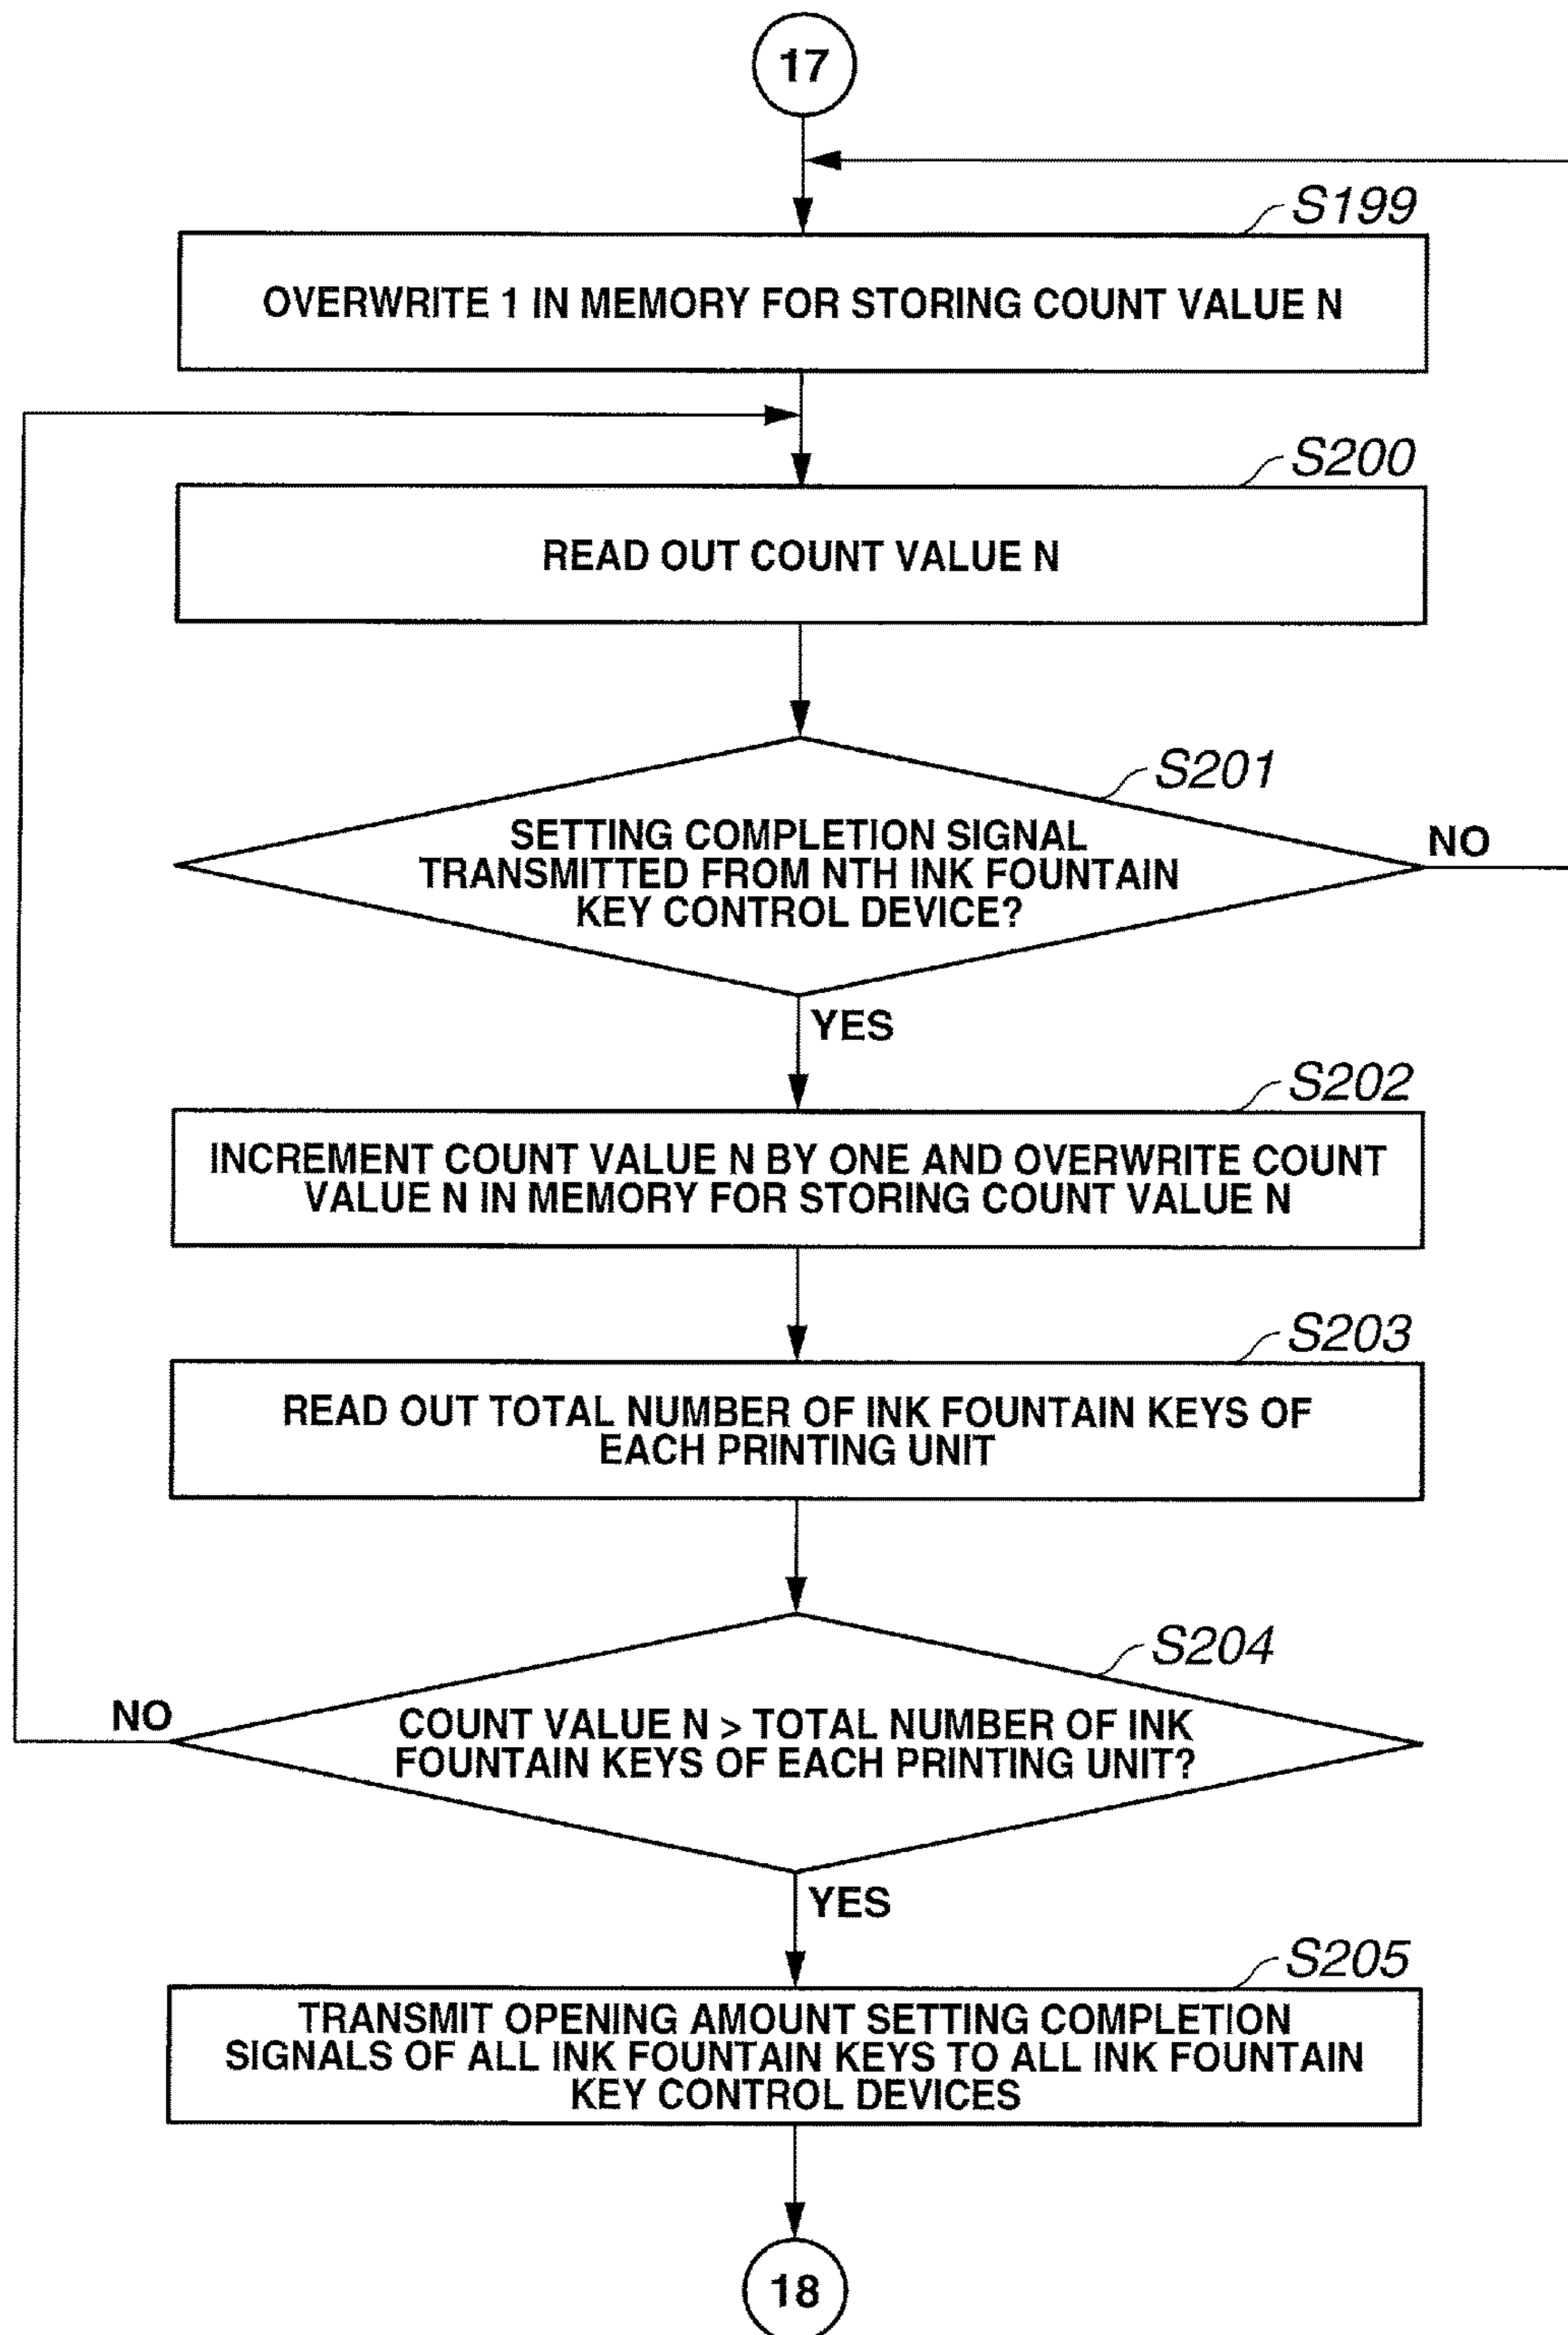 17
S199
OVERWRITE 1 IN MEMORY FOR STORING COUNT VALUE N
S200
READ OUT COUNT VALUE N
S201
SETTING COMPLETION SIGNAL
TRANSMITTED FROM NTH INK FOUNTAIN
KEY CONTROL DEVICE?
NO
YES
S202
INCREMENT COUNT VALUE N BY ONE AND OVERWRITE COUNT
VALUE N IN MEMORY FOR STORING COUNT VALUE N
S203
READ OUT TOTAL NUMBER OF INK FOUNTAIN KEYS OF
EACH PRINTING UNIT
S204
NO
COUNT VALUE N > TOTAL NUMBER OF INK
FOUNTAIN KEYS OF EACH PRINTING UNIT?
YES
S205
TRANSMIT OPENING AMOUNT SETTING COMPLETION
SIGNALS OF ALL INK FOUNTAIN KEYS TO ALL INK FOUNTAIN
KEY CONTROL DEVICES
18